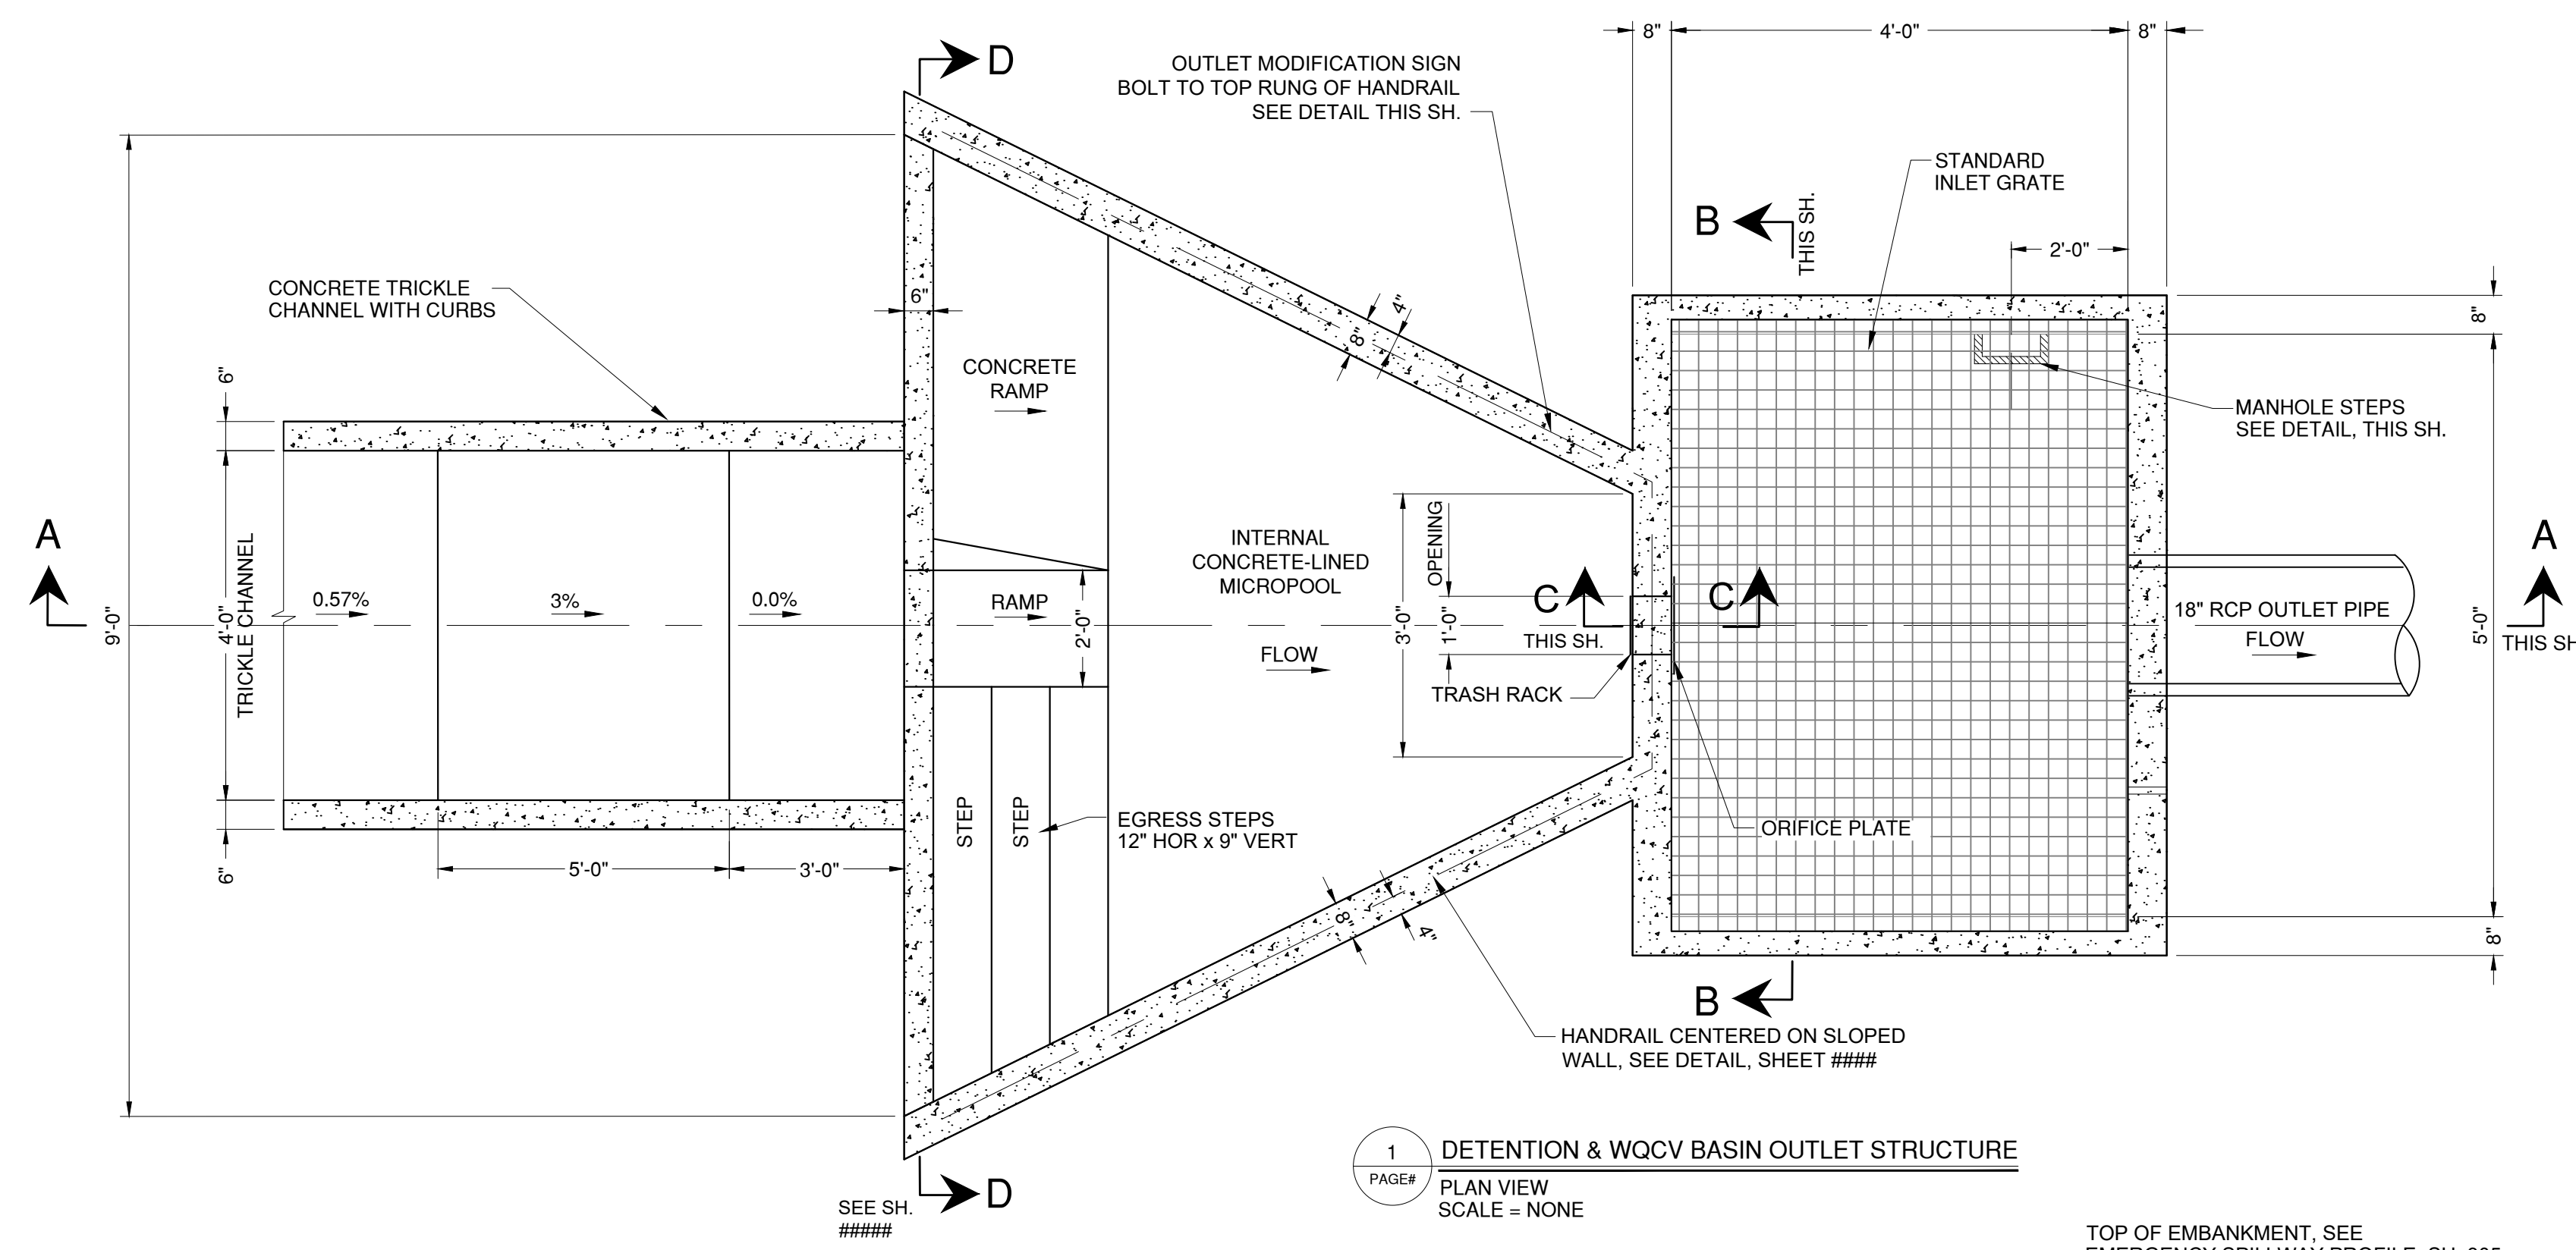 8"
4'-0"
8"
D
OUTLET MODIFICATION SIGN
BOLT TO TOP RUNG OF HANDRAIL
SEE DETAIL THIS SH.
STANDARD
INLET GRATE
B
THIS SH.
2'-0"
CONCRETE TRICKLE
CHANNEL WITH CURBS
6"
4"
8"
8"
CONCRETE
RAMP
6"
MANHOLE STEPS
SEE DETAIL, THIS SH.
A
9'-0"
4'-0"
TRICKLE CHANNEL
0.57%
3%
0.0%
RAMP
2'-0"
INTERNAL
CONCRETE-LINED
MICROPOOL
FLOW
3'-0"
OPENING
1'-0"
C
THIS SH.
C
TRASH RACK
18" RCP OUTLET PIPE
FLOW
5'-0"
A
THIS SH
STEP
STEP
EGRESS STEPS
12" HOR x 9" VERT
ORIFICE PLATE
6"
5'-0"
3'-0"
8"
4"
8"
B
HANDRAIL CENTERED ON SLOPED
WALL, SEE DETAIL, SHEET ####
D
SEE SH.
#####
1
PAGE#
DETENTION & WQCV BASIN OUTLET STRUCTURE
PLAN VIEW
SCALE = NONE
TOP OF EMBANKMENT, SEE